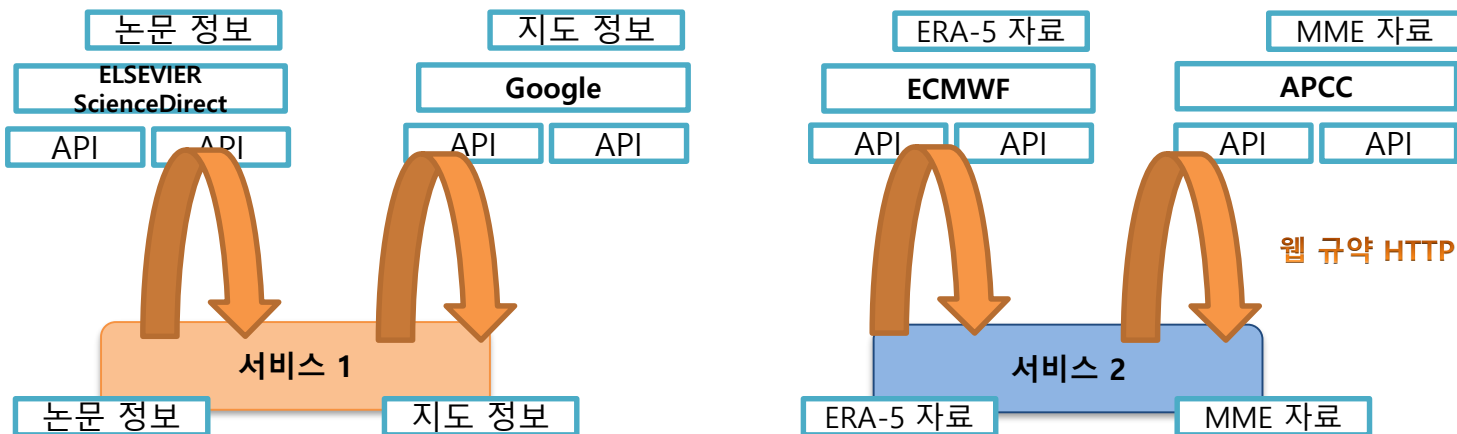 논문 정보
지도 정보
ERA-5 자료
MME 자료
ELSEVIER
ScienceDirect
Google
ECMWF
APCC
API
API
API
API
API
API
API
API
웹 규약 HTTP
서비스 1
서비스 2
논문 정보
지도 정보
ERA-5 자료
MME 자료